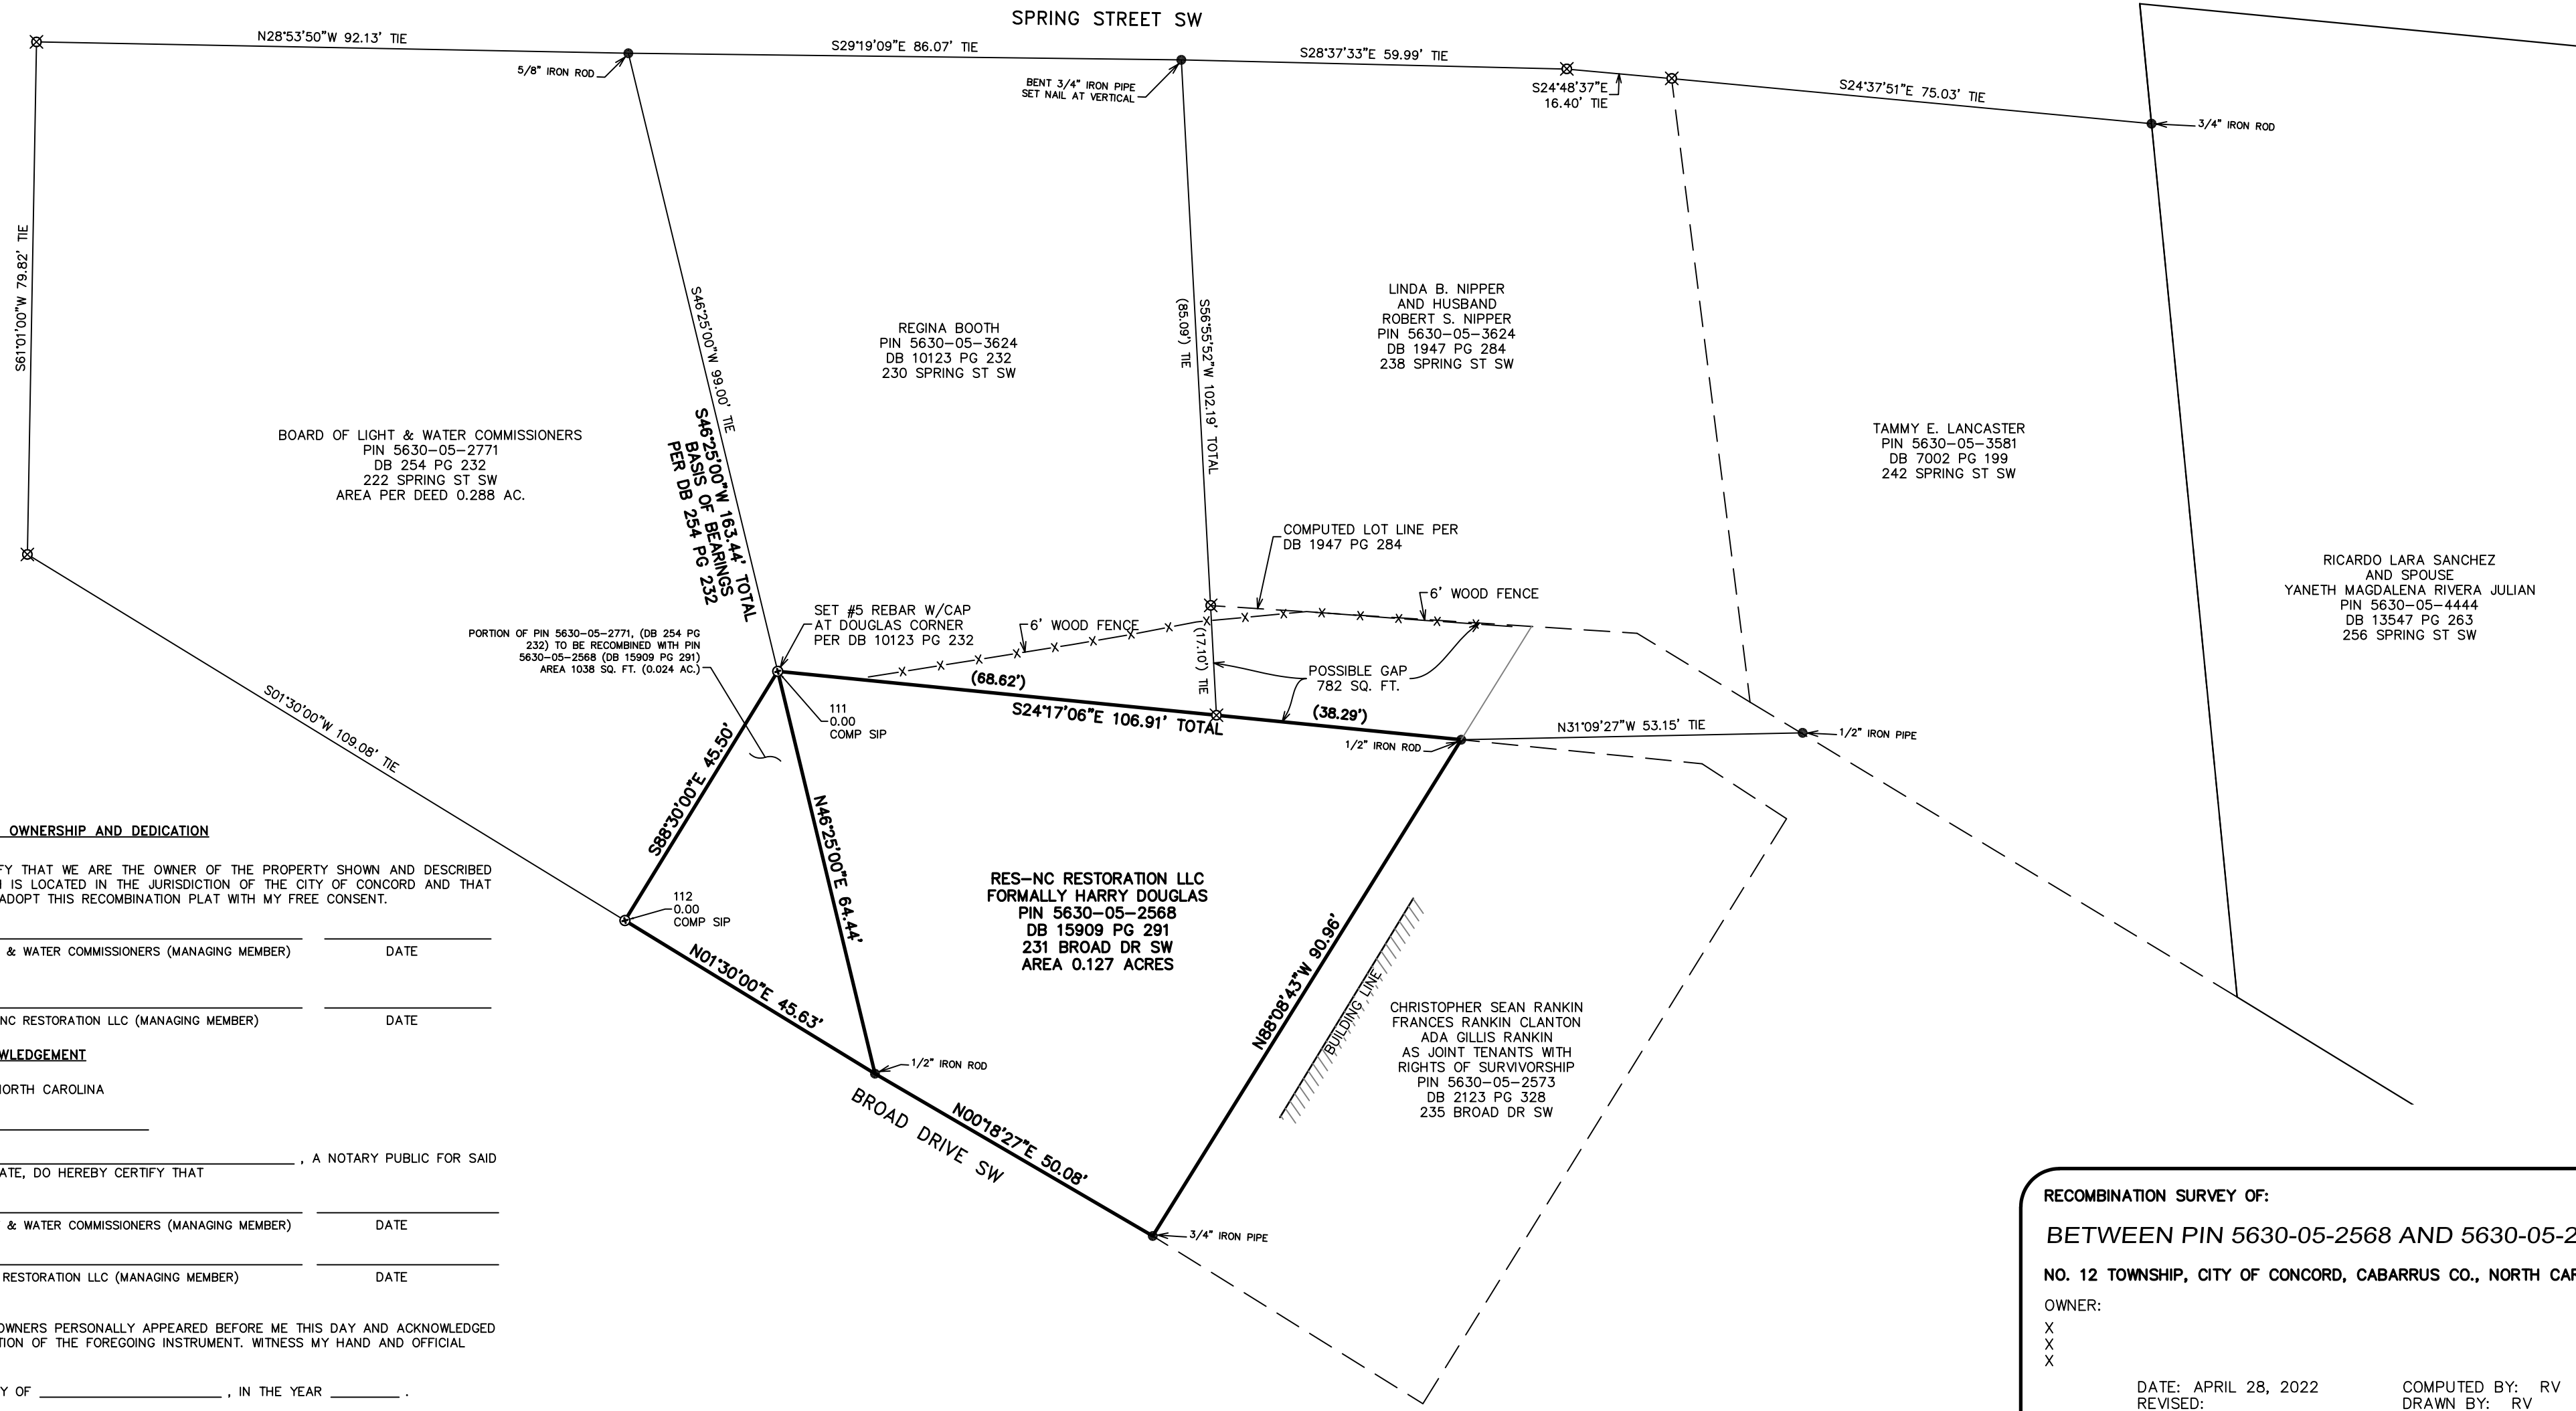 SPRING STREET SW
N28°53'50"W 92.13' TIE
S29°19'09"E 86.07' TIE
S28°37'33"E 59.99' TIE
S24°48'37"E
16.40' TIE
S24°37'51"E 75.03' TIE
5/8" IRON ROD
BENT 3/4" IRON PIPE
SET NAIL AT VERTICAL
3/4" IRON ROD
S61°01'00"W 79.82' TIE
S46°25'00"W 99.00' TIE
S46°25'00"W 163.44' TOTAL
BASIS OF BEARINGS
PER DB 254 PG 232
S56°55'52"W 102.19' TOTAL
(85.09') TIE
REGINA BOOTH
PIN 5630-05-3624
DB 10123 PG 232
230 SPRING ST SW
LINDA B. NIPPER
AND HUSBAND
ROBERT S. NIPPER
PIN 5630-05-3624
DB 1947 PG 284
238 SPRING ST SW
BOARD OF LIGHT & WATER COMMISSIONERS
PIN 5630-05-2771
DB 254 PG 232
222 SPRING ST SW
AREA PER DEED 0.288 AC.
TAMMY E. LANCASTER
PIN 5630-05-3581
DB 7002 PG 199
242 SPRING ST SW
RICARDO LARA SANCHEZ
AND SPOUSE
YANETH MAGDALENA RIVERA JULIAN
PIN 5630-05-4444
DB 13547 PG 263
256 SPRING ST SW
COMPUTED LOT LINE PER
DB 1947 PG 284
6' WOOD FENCE
SET #5 REBAR W/CAP
AT DOUGLAS CORNER
PER DB 10123 PG 232
6' WOOD FENCE
PORTION OF PIN 5630-05-2771, (DB 254 PG
232) TO BE RECOMBINED WITH PIN
5630-05-2568 (DB 15909 PG 291)
AREA 1038 SQ. FT. (0.024 AC.)
(17.10') TIE
POSSIBLE GAP
782 SQ. FT.
(68.62')
S24°17'06"E 106.91' TOTAL
(38.29')
111
0.00
COMP SIP
1/2" IRON ROD
N31°09'27"W 53.15' TIE
1/2" IRON PIPE
S01°30'00"W 109.08' TIE
S88°30'00"E 45.50'
N46°25'00"E 64.44'
112
0.00
COMP SIP
RES-NC RESTORATION LLC
FORMALLY HARRY DOUGLAS
PIN 5630-05-2568
DB 15909 PG 291
231 BROAD DR SW
AREA 0.127 ACRES
N88°08'43"W 90.96'
BUILDING LINE
N01°30'00"E 45.63'
1/2" IRON ROD
N00°18'27"E 50.08'
BROAD DRIVE SW
3/4" IRON PIPE
CHRISTOPHER SEAN RANKIN
FRANCES RANKIN CLANTON
ADA GILLIS RANKIN
AS JOINT TENANTS WITH
RIGHTS OF SURVIVORSHIP
PIN 5630-05-2573
DB 2123 PG 328
235 BROAD DR SW
OWNERSHIP AND DEDICATION
FY THAT WE ARE THE OWNER OF THE PROPERTY SHOWN AND DESCRIBED
IS LOCATED IN THE JURISDICTION OF THE CITY OF CONCORD AND THAT
ADOPT THIS RECOMBINATION PLAT WITH MY FREE CONSENT.
& WATER COMMISSIONERS (MANAGING MEMBER) DATE
NC RESTORATION LLC (MANAGING MEMBER) DATE
WLEDGEMENT
NORTH CAROLINA
, A NOTARY PUBLIC FOR SAID
ATE, DO HEREBY CERTIFY THAT
& WATER COMMISSIONERS (MANAGING MEMBER) DATE
RESTORATION LLC (MANAGING MEMBER) DATE
OWNERS PERSONALLY APPEARED BEFORE ME THIS DAY AND ACKNOWLEDGED
TION OF THE FOREGOING INSTRUMENT. WITNESS MY HAND AND OFFICIAL
Y OF , IN THE YEAR .
RECOMBINATION SURVEY OF:
BETWEEN PIN 5630-05-2568 AND 5630-05-2
NO. 12 TOWNSHIP, CITY OF CONCORD, CABARRUS CO., NORTH CAR
OWNER:
X
X
X
DATE: APRIL 28, 2022 COMPUTED BY: RV
REVISED: DRAWN BY: RV